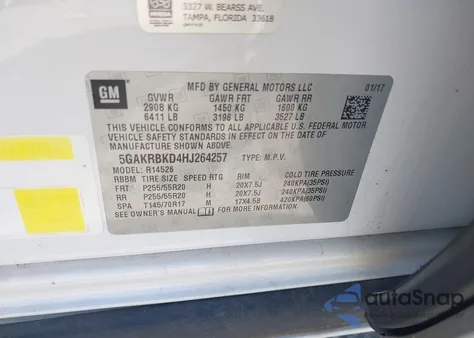 3327 W. BEARSS AVE.
TAMPA, FLORIDA 33618
GM
MFD BY GENERAL MOTORS LLC 01/17
GVWR GAWR FRT GAWR RR
2908 KG 1450 KG 1600 KG
6411 LB 3196 LB 3527 LB
THIS VEHICLE CONFORMS TO ALL APPLICABLE U.S. FEDERAL
MOTOR VEHICLE SAFETY STANDARDS IN EFFECT ON THE DATE
OF MANUFACTURE SHOWN ABOVE.
5GAKRBKD4HJ264257 TYPE: M.P.V.
MODEL: R14526
RBBM TIRE SIZE SPEED RTG RIM COLD TIRE PRESSURE
FRT P255/55R20 H 20X7.5J 240KPA(35PSI)
RR P255/55R20 H 20X7.5J 240KPA(35PSI)
SPA T145/70R17 M 17X4.5B 420KPA(60PSI)
SEE OWNER'S MANUAL FOR MORE INFORMATION.
autoSnap